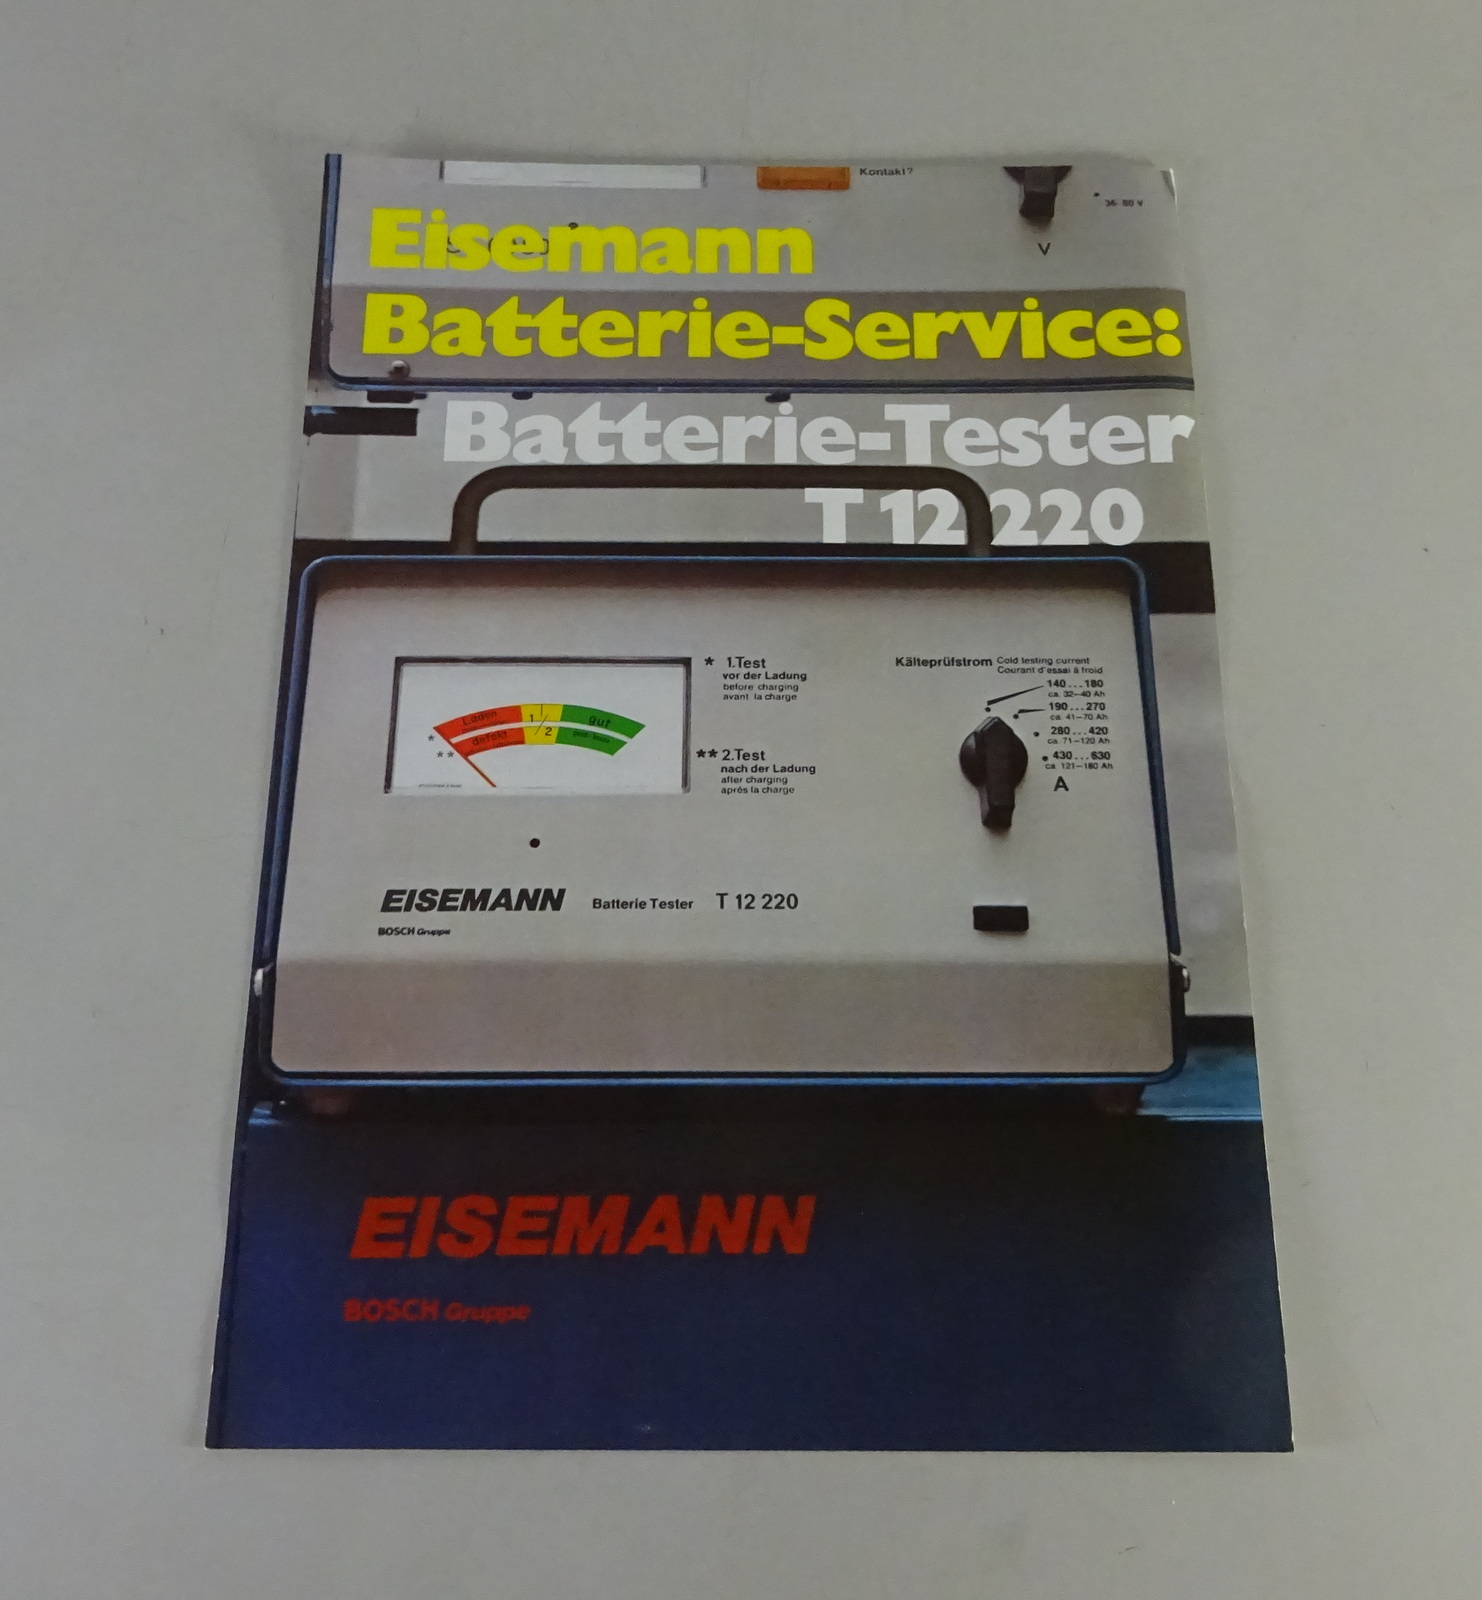 Kontakt?
36-80 V
V
Eisemann
Batterie-Service:
Batterie-Tester
T 12 220
* 1.Test
vor der Ladung
before charging
avant la charge
** 2.Test
nach der Ladung
after charging
après la charge
Laden
1/2
gut
defekt
*
**
Kälteprüfstrom Cold testing current
Courant d'essai à froid
140...180
ca. 32-40 Ah
190...270
ca. 41-70 Ah
280...420
ca. 71-120 Ah
430...630
ca. 121-180 Ah
A
EISEMANN Batterie Tester T 12 220
BOSCH Gruppe
EISEMANN
BOSCH Gruppe